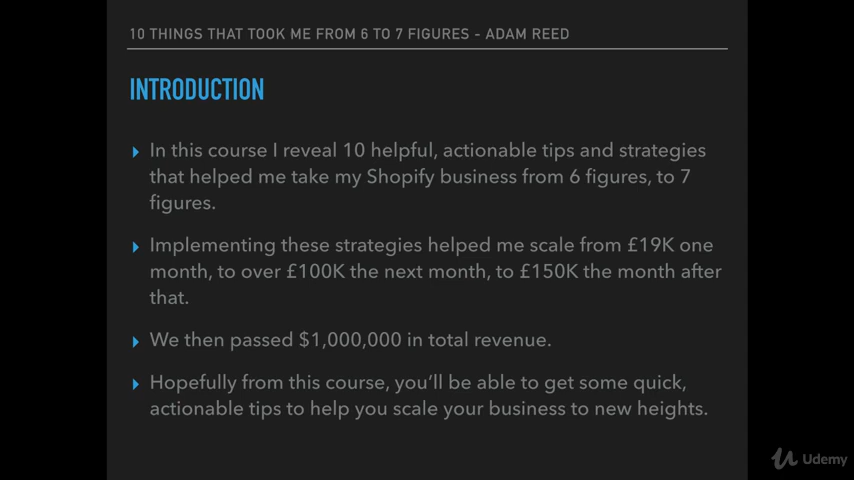 10 THINGS THAT TOOK ME FROM 6 TO 7 FIGURES - ADAM REED
INTRODUCTION
▸ In this course I reveal 10 helpful, actionable tips and strategies
that helped me take my Shopify business from 6 figures, to 7
figures.
▸ Implementing these strategies helped me scale from £19K one
month, to over £100K the next month, to £150K the month after
that.
▸ We then passed $1,000,000 in total revenue.
▸ Hopefully from this course, you'll be able to get some quick,
actionable tips to help you scale your business to new heights.
Udemy